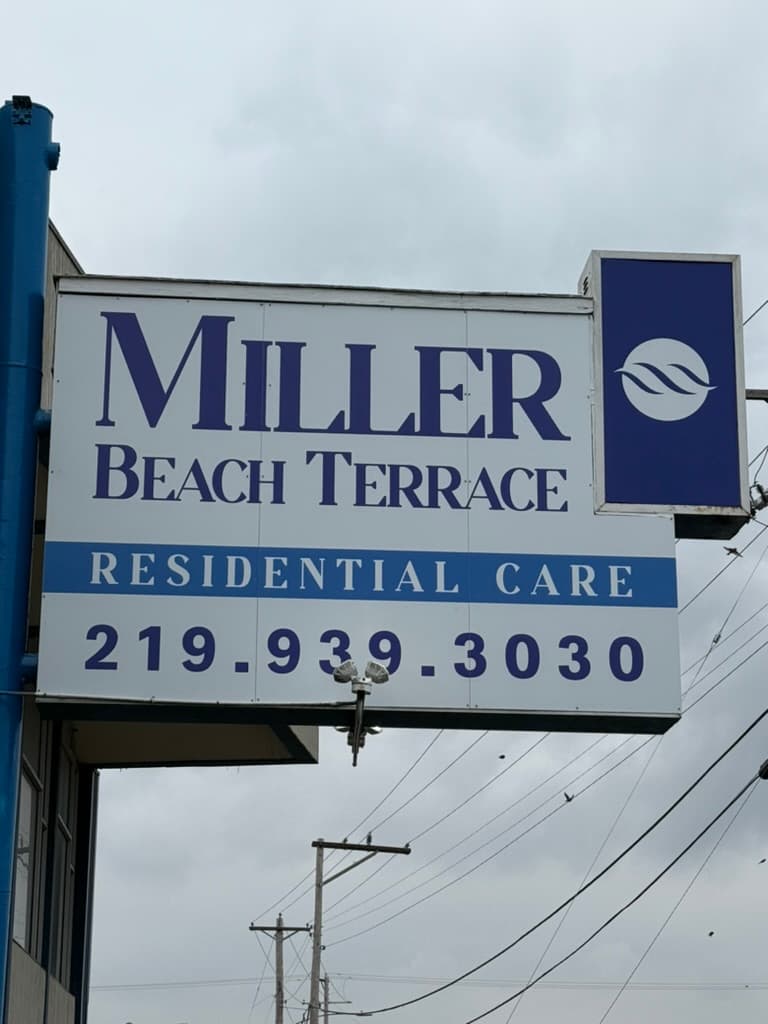 MILLER
BEACH TERRACE
RESIDENTIAL CARE
219.939.3030